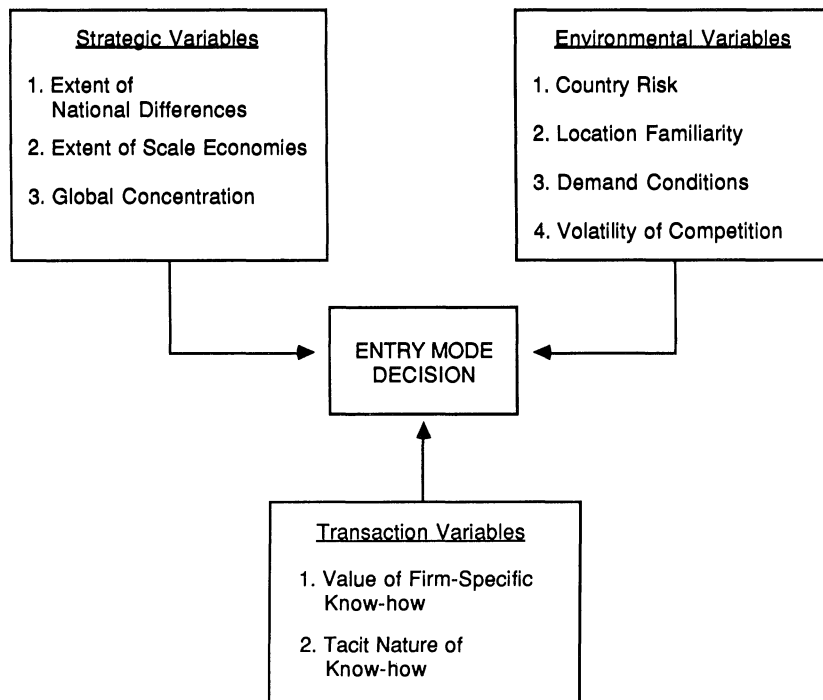 Strategic Variables
1. Extent of
National Differences
2. Extent of Scale Economies
3. Global Concentration
Environmental Variables
1. Country Risk
2. Location Familiarity
3. Demand Conditions
4. Volatility of Competition
ENTRY MODE
DECISION
Transaction Variables
1. Value of Firm-Specific
Know-how
2. Tacit Nature of
Know-how